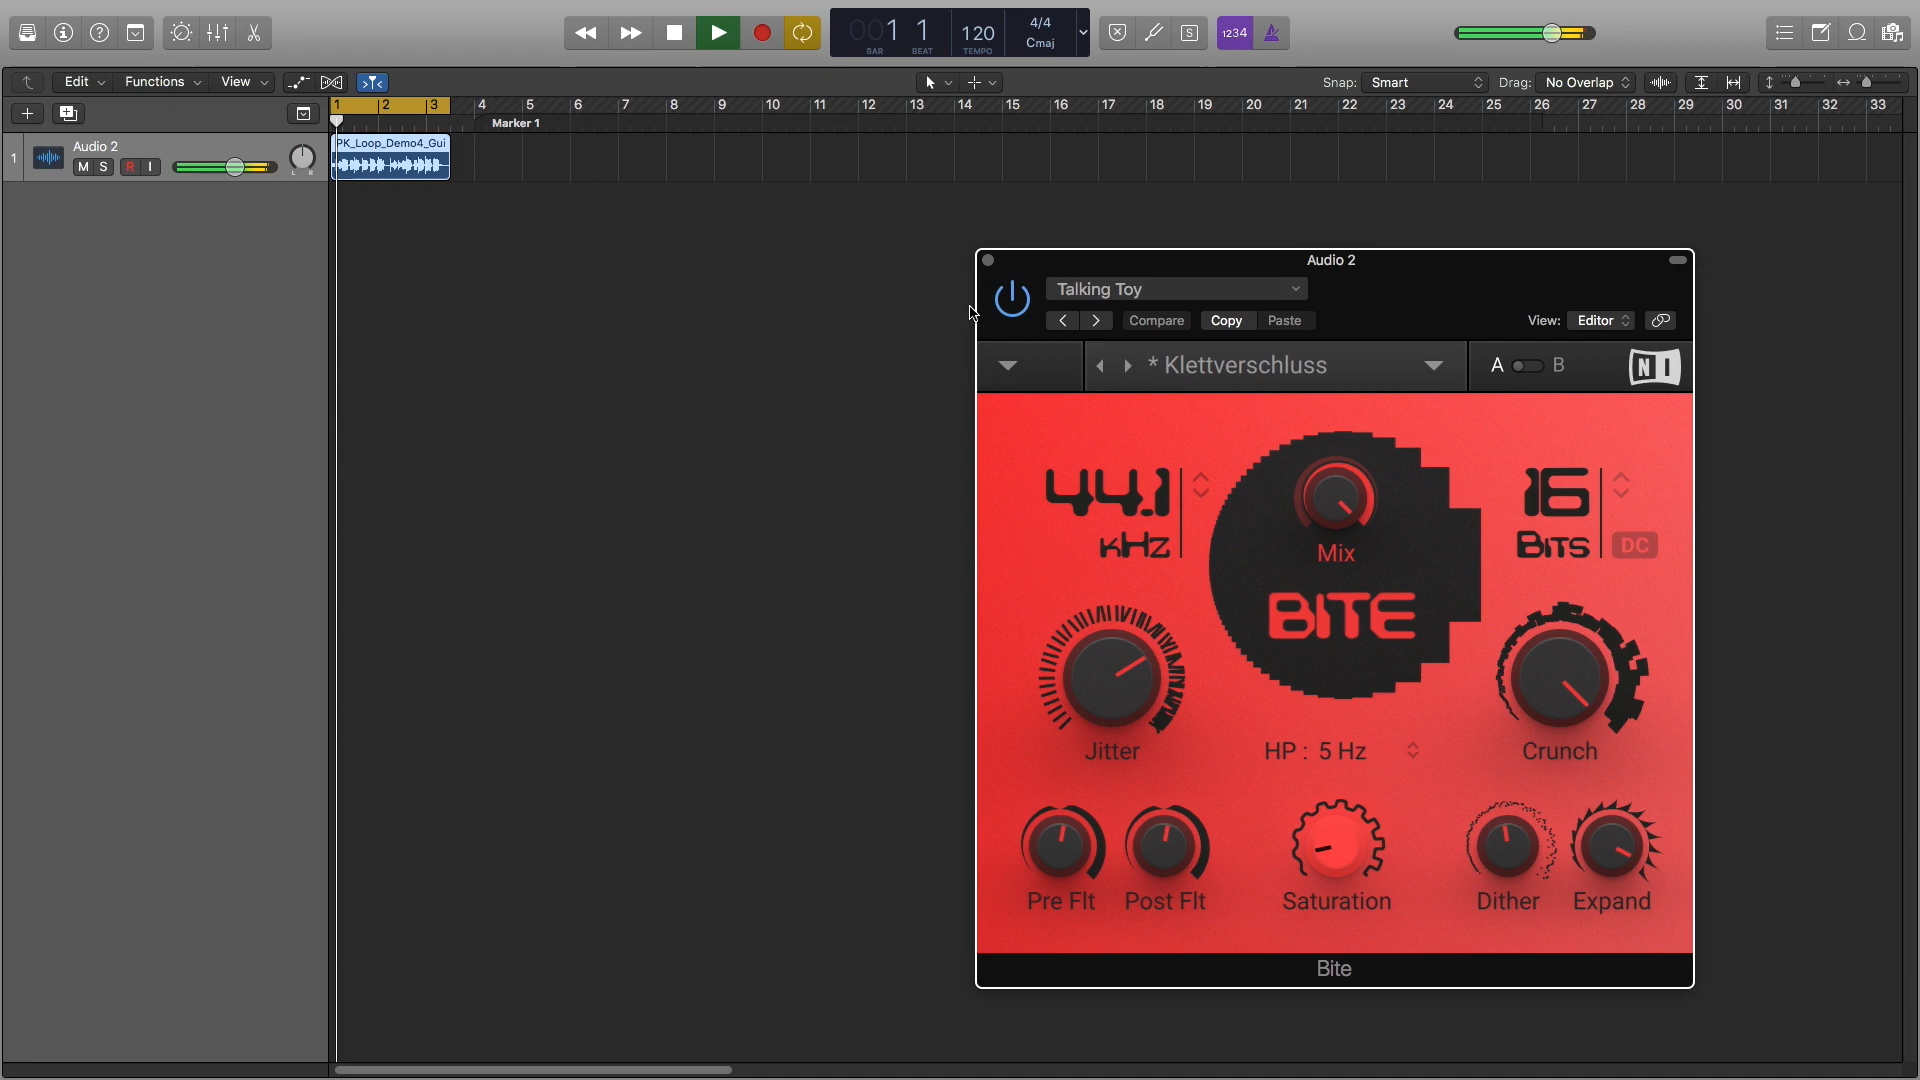 001 1 120 4/4 Cmaj
BAR BEAT TEMPO
S 1234
Edit Functions View Snap: Smart Drag: No Overlap
1 2 3 4 5 6 7 8 9 10 11 12 13 14 15 16 17 18 19 20 21 22 23 24 25 26 27 28 29 30 31 32 33
Marker 1
1 Audio 2
M S R I L R
PK_Loop_Demo4_Gui
Audio 2
Talking Toy
Compare Copy Paste View: Editor
* Klettverschluss A B NI
44.1 kHz
Mix
BITE
16 Bits DC
Jitter HP : 5 Hz Crunch
Pre Flt Post Flt Saturation Dither Expand
Bite